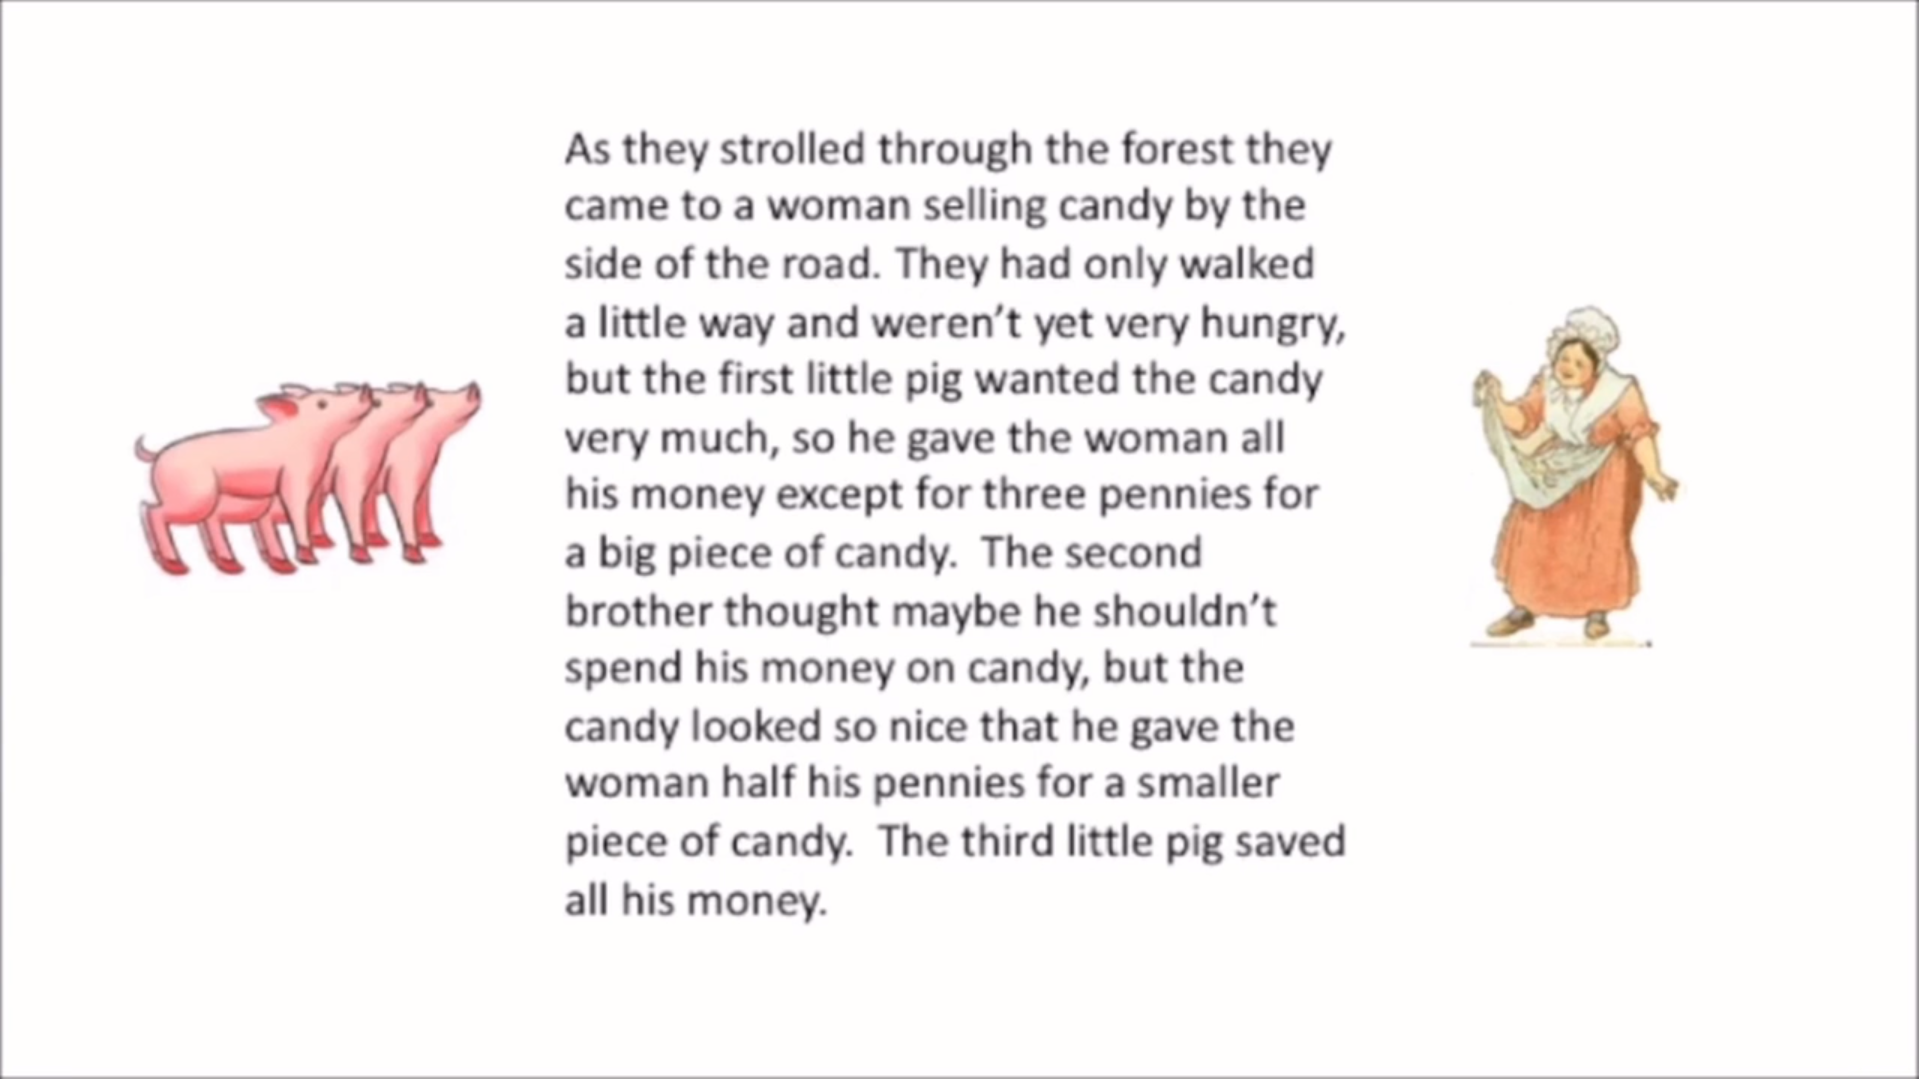 As they strolled through the forest they
came to a woman selling candy by the
side of the road. They had only walked
a little way and weren’t yet very hungry,
but the first little pig wanted the candy
very much, so he gave the woman all
his money except for three pennies for
a big piece of candy.  The second
brother thought maybe he shouldn’t
spend his money on candy, but the
candy looked so nice that he gave the
woman half his pennies for a smaller
piece of candy.  The third little pig saved
all his money.